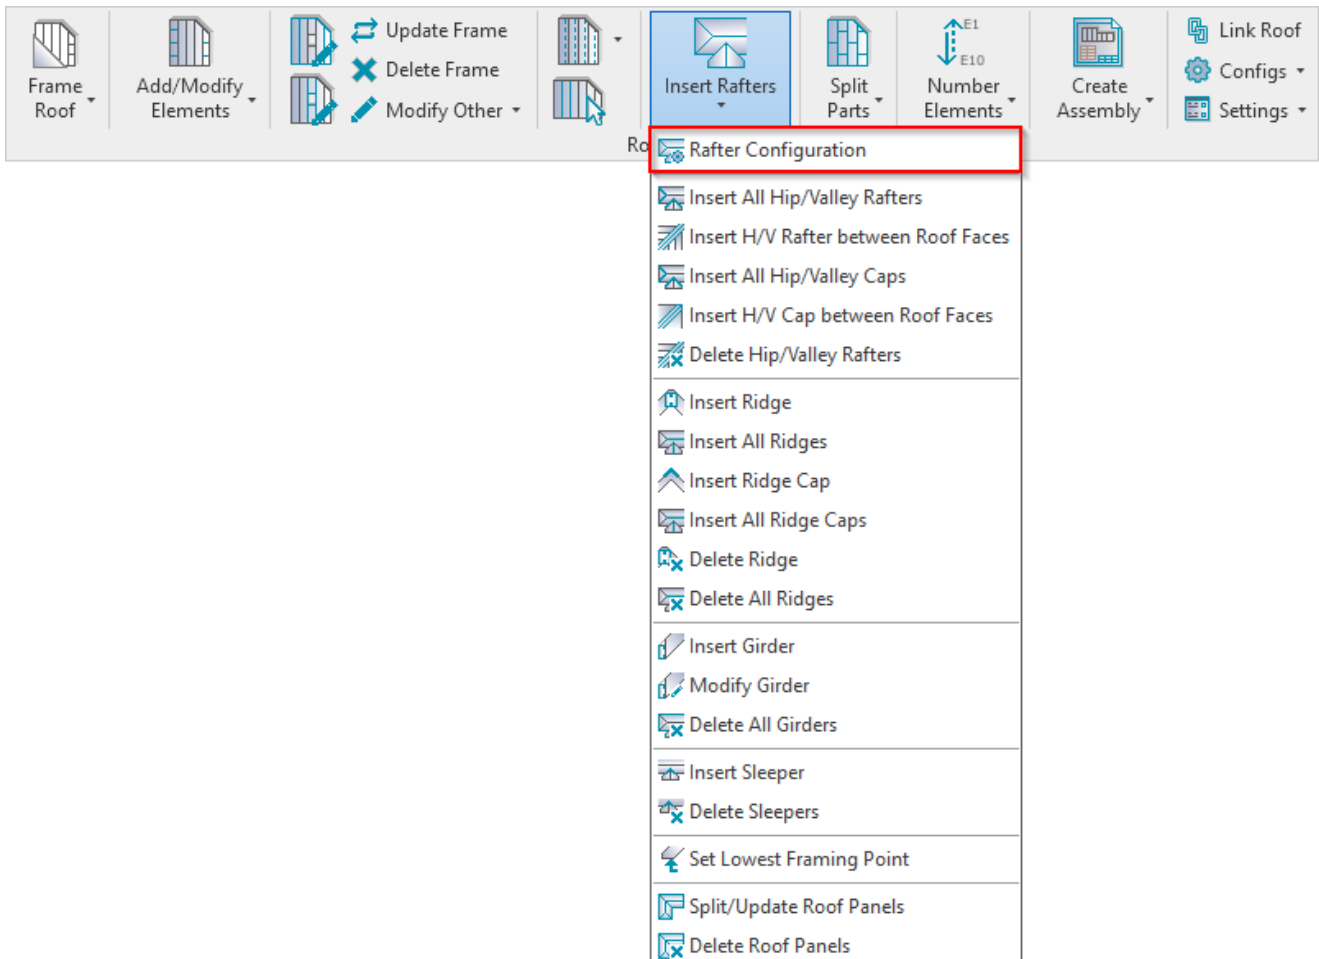 Frame
Roof
Add/Modify
Elements
Update Frame
Delete Frame
Modify Other
Insert Rafters
Split
Parts
E1
E10
Number
Elements
Create
Assembly
Link Roof
Configs
Settings
Ro
Rafter Configuration
Insert All Hip/Valley Rafters
Insert H/V Rafter between Roof Faces
Insert All Hip/Valley Caps
Insert H/V Cap between Roof Faces
Delete Hip/Valley Rafters
Insert Ridge
Insert All Ridges
Insert Ridge Cap
Insert All Ridge Caps
Delete Ridge
Delete All Ridges
Insert Girder
Modify Girder
Delete All Girders
Insert Sleeper
Delete Sleepers
Set Lowest Framing Point
Split/Update Roof Panels
Delete Roof Panels